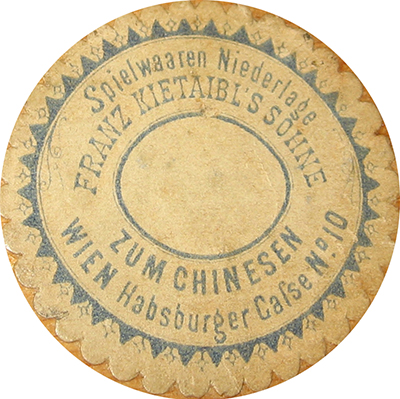 Spielwaaren Niederlage
FRANZ KIETAIBL'S SÖHNE
ZUM CHINESEN
WIEN Habsburger Gaſse No. 10